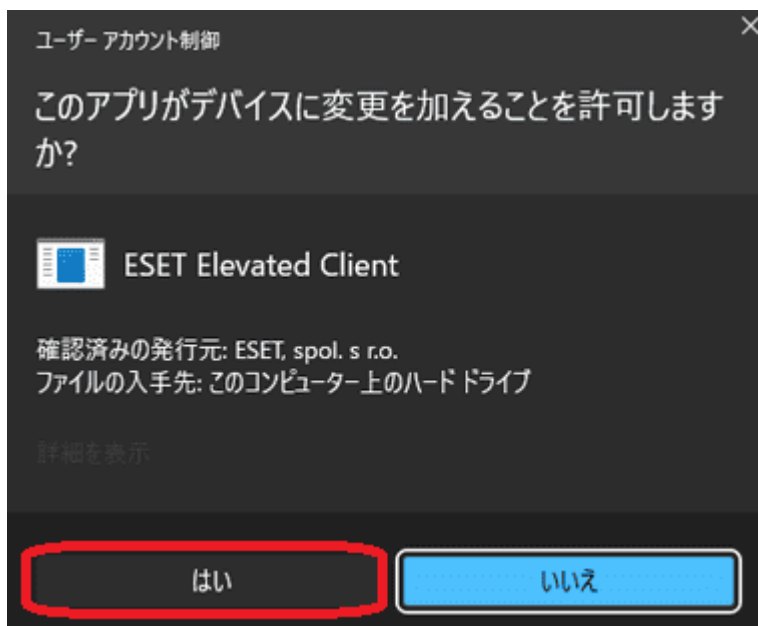 ユーザー アカウント制御
このアプリがデバイスに変更を加えることを許可します
か?
ESET Elevated Client
確認済みの発行元: ESET, spol. s r.o.
ファイルの入手先: このコンピューター上のハード ドライブ
詳細を表示
はい
いいえ